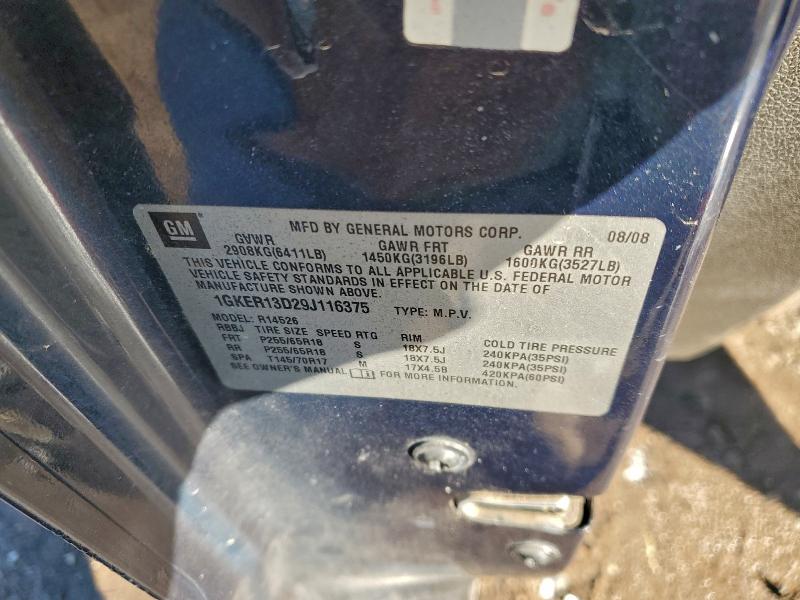 GM
MFD BY GENERAL MOTORS CORP. 08/08
GVWR GAWR FRT GAWR RR
2908KG(6411LB) 1450KG(3196LB) 1600KG(3527LB)
THIS VEHICLE CONFORMS TO ALL APPLICABLE U.S. FEDERAL MOTOR
VEHICLE SAFETY STANDARDS IN EFFECT ON THE DATE OF
MANUFACTURE SHOWN ABOVE.
1GKER13D29J116375 TYPE: M.P.V.
MODEL: R14526
RBBJ TIRE SIZE SPEED RTG RIM COLD TIRE PRESSURE
FRT P255/65R18 S 18X7.5J 240KPA(35PSI)
RR P255/65R18 S 18X7.5J 240KPA(35PSI)
SPA T145/70R17 M 17X4.5B 420KPA(60PSI)
SEE OWNER'S MANUAL FOR MORE INFORMATION.